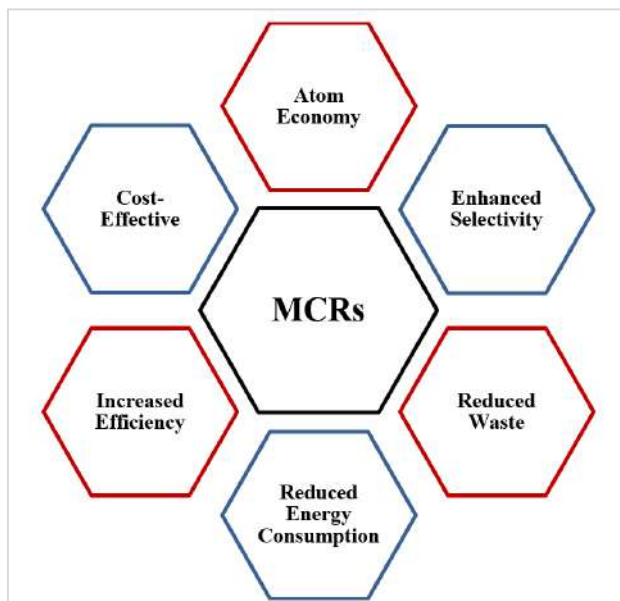 Atom
Economy
Cost-
Effective
Enhanced
Selectivity
MCRs
Increased
Efficiency
Reduced
Waste
Reduced
Energy
Consumption